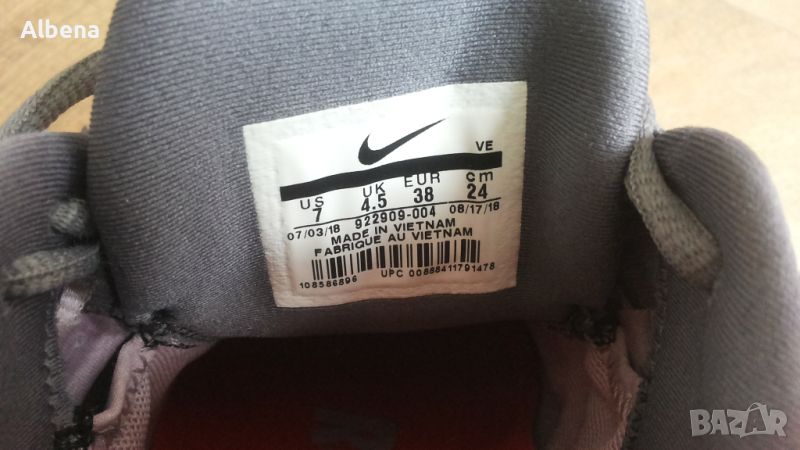 Albena
VE
US UK EUR cm
7 4.5 38 24
07/03/18 922909-004 08/17/18
MADE IN VIETNAM
FABRIQUE AU VIETNAM
108586896 UPC 00888411791478
BAZAR